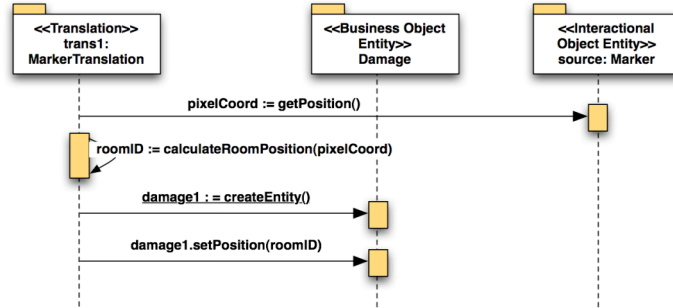 <<Translation>>
trans1:
MarkerTranslation
<<Business Object
Entity>>
Damage
<<Interactional
Object Entity>>
source: Marker
pixelCoord := getPosition()
roomID := calculateRoomPosition(pixelCoord)
damage1 : = createEntity()
damage1.setPosition(roomID)